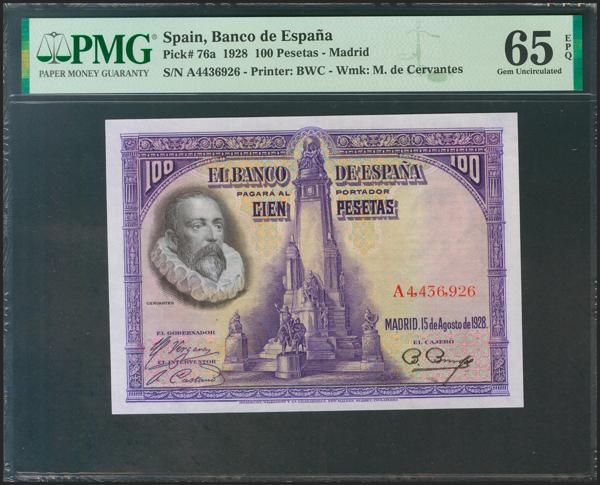 PMG
PAPER MONEY GUARANTY
Spain, Banco de España
Pick# 76a 1928 100 Pesetas - Madrid
S/N A4436926 - Printer: BWC - Wmk: M. de Cervantes
65 EPQ
Gem Uncirculated
100 100
EL BANCO DE ESPAÑA
PAGARÁ AL PORTADOR
CIEN PESETAS
CERVANTES
A4,436,926
MADRID, 15 de Agosto de 1928.
EL GOBERNADOR
EL CAJERO
EL INTERVENTOR